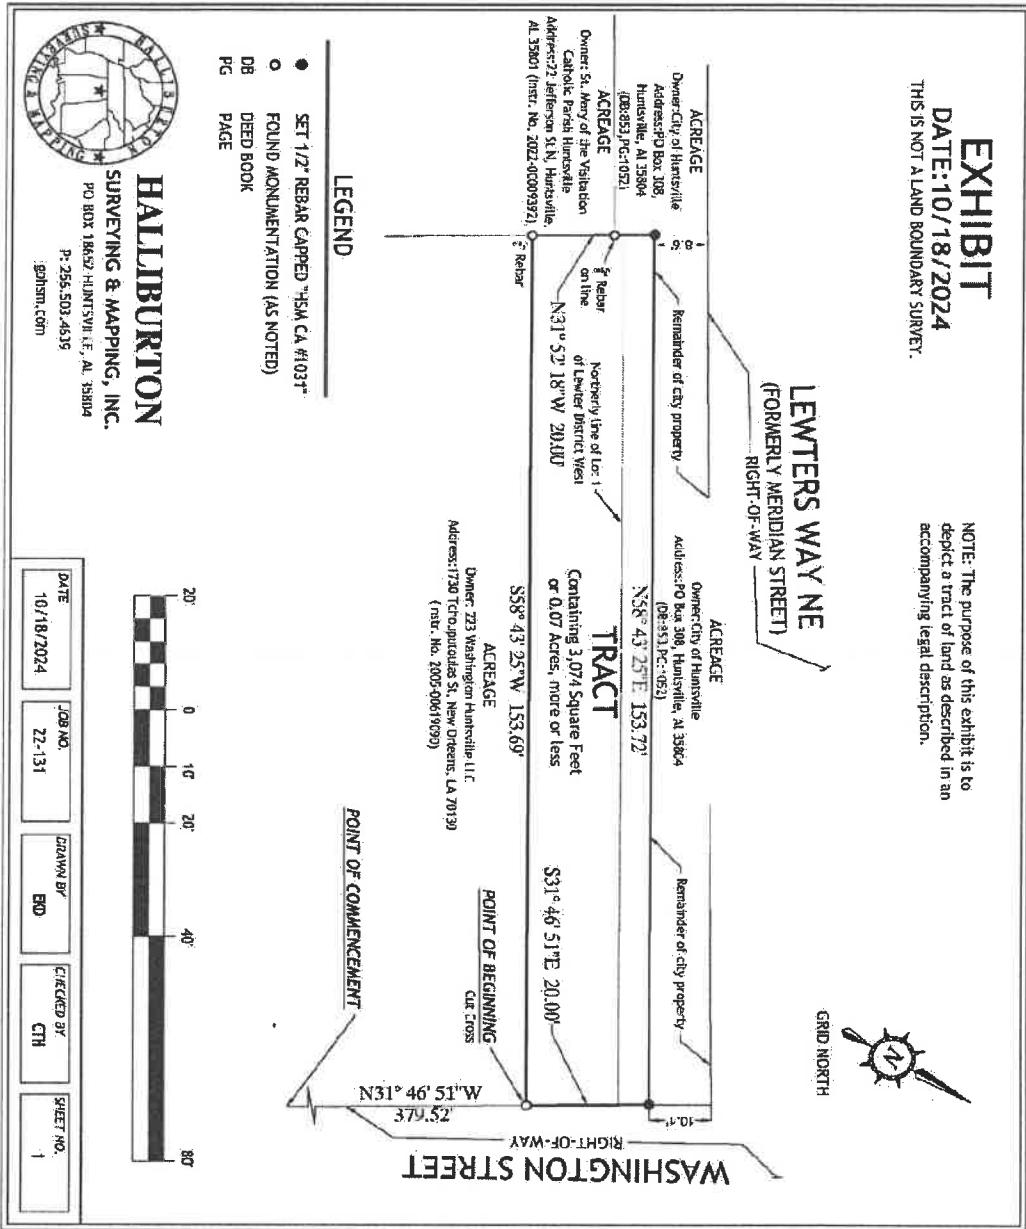 EXHIBIT
DATE:10/18/2024
THIS IS NOT A LAND BOUNDARY SURVEY.
NOTE: The purpose of this exhibit is to
depict a tract of land as described in an
accompanying legal description.
GRID NORTH
N
LEWTERS WAY NE
(FORMERLY MERIDIAN STREET)
RIGHT-OF-WAY
ACREAGE
Owner:City of Huntsville
Address:PO Box 308,
Huntsville, Al 35804
(DB:853,PG:1052)
Remainder of city property
ACREAGE
Owner:City of Huntsville
Address:PO Box 308, Huntsville, Al 35804
(DB:853,PG:1052)
Remainder of city property
10.4'
N58° 43' 25"E 153.72'
ACREAGE
Owner: St. Mary of the Visitation
Catholic Parish Huntsville
Address:22 Jefferson St N, Huntsville,
AL 35801 (Instr. No. 2022-00009392)
Rebar
on line
Northerly line of Lot 1
of Lewter District West
N31° 52' 18"W 20.00'
TRACT
Containing 3,074 Square Feet
or 0.07 Acres, more or less
S31° 46' 51"E 20.00'
Rebar
S58° 43' 25"W 153.69'
ACREAGE
Owner: 223 Washington Huntsville LLC
Address:1730 Tchoupitoulas St, New Orleans, LA 70130
(Instr. No. 2005-00619090)
POINT OF BEGINNING
Cut Cross
POINT OF COMMENCEMENT
N31° 46' 51"W
379.52'
RIGHT-OF-WAY
WASHINGTON STREET
LEGEND
SET 1/2" REBAR CAPPED "HSM CA #1031"
FOUND MONUMENTATION (AS NOTED)
DB DEED BOOK
PG PAGE
HALLIBURTON
SURVEYING & MAPPING
HALLIBURTON
SURVEYING & MAPPING, INC.
PO BOX 18652 HUNTSVILLE, AL 35804
P: 256.503.4639
gohsm.com
20' 0 10' 20' 40' 80'
DATE
10/18/2024
JOB NO.
22-131
DRAWN BY
EKD
CHECKED BY
CTH
SHEET NO.
1